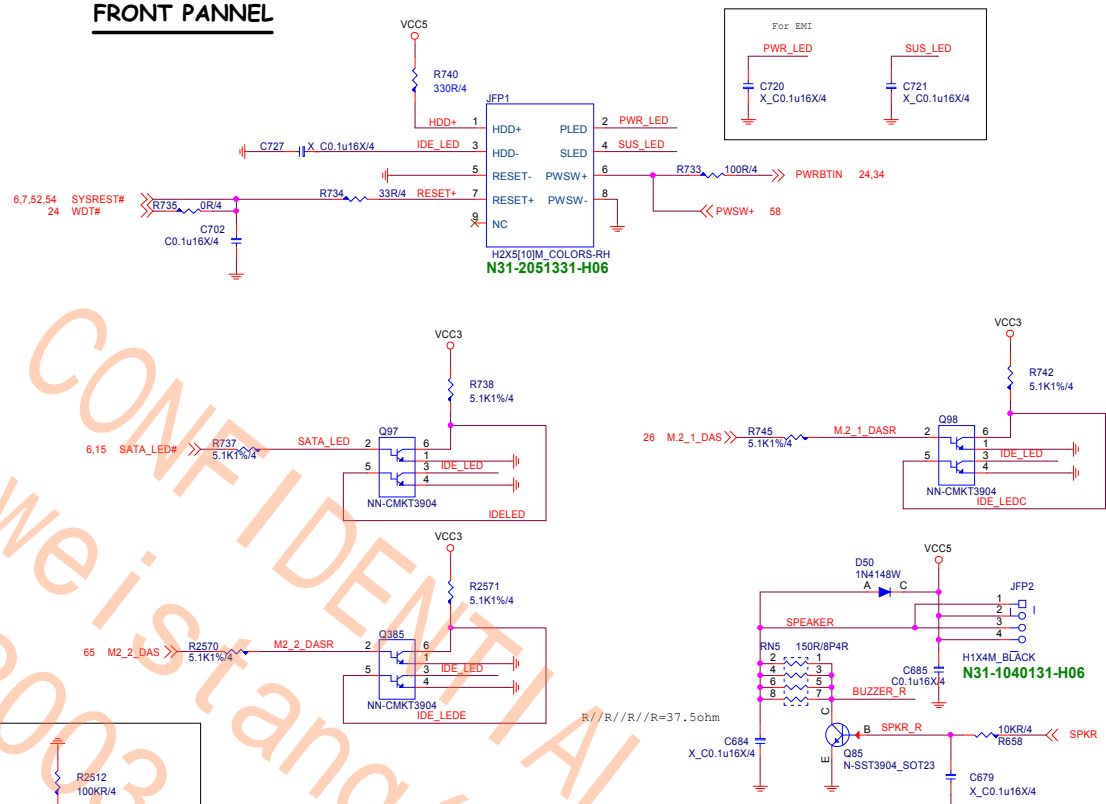 FRONT PANNEL
VCC5
R740
330R/4
JFP1
HDD+ 1 HDD+ PLED 2 PWR_LED
C727 X_C0.1u16X/4 IDE_LED 3 HDD- SLED 4 SUS_LED
5 RESET- PWSW+ 6 R733 100R/4 PWRBTIN 24,34
6,7,52,54 SYSREST# R734 33R/4 RESET+ 7 RESET+ PWSW- 8
24 WDT# R735 0R/4 PWSW+ 58
9 NC
C702
C0.1u16X/4
H2X5[10]M_COLORS-RH
N31-2051331-H06
For EMI
PWR_LED SUS_LED
C720 C721
X_C0.1u16X/4 X_C0.1u16X/4
VCC3
R738
5.1K1%/4
Q97
6,15 SATA_LED# R737 SATA_LED 2 6
5.1K1%/4
1
5 3 IDE_LED
4
NN-CMKT3904
IDELED
VCC3
R742
5.1K1%/4
Q98
26 M.2_1_DAS R745 M.2_1_DASR 2 6
5.1K1%/4
1
5 3 IDE_LED
4
NN-CMKT3904
IDE_LEDC
VCC3
R2571
5.1K1%/4
Q385
65 M2_2_DAS R2570 M2_2_DASR 2 6
5.1K1%/4
1
5 3 IDE_LED
4
NN-CMKT3904
IDE_LEDE
VCC5
D50
1N4148W
A C
JFP2
1
2
3
4
SPEAKER
H1X4M_BLACK
N31-1040131-H06
RN5 150R/8P4R
2 1
4 3
6 5
8 7
C685
C0.1u16X/4
BUZZER_R
R//R//R//R=37.5ohm
C684
X_C0.1u16X/4
C
B
E
SPKR_R
10KR/4
R658
SPKR
Q85
N-SST3904_SOT23
C679
X_C0.1u16X/4
R2512
100KR/4
CONFIDENTIAL